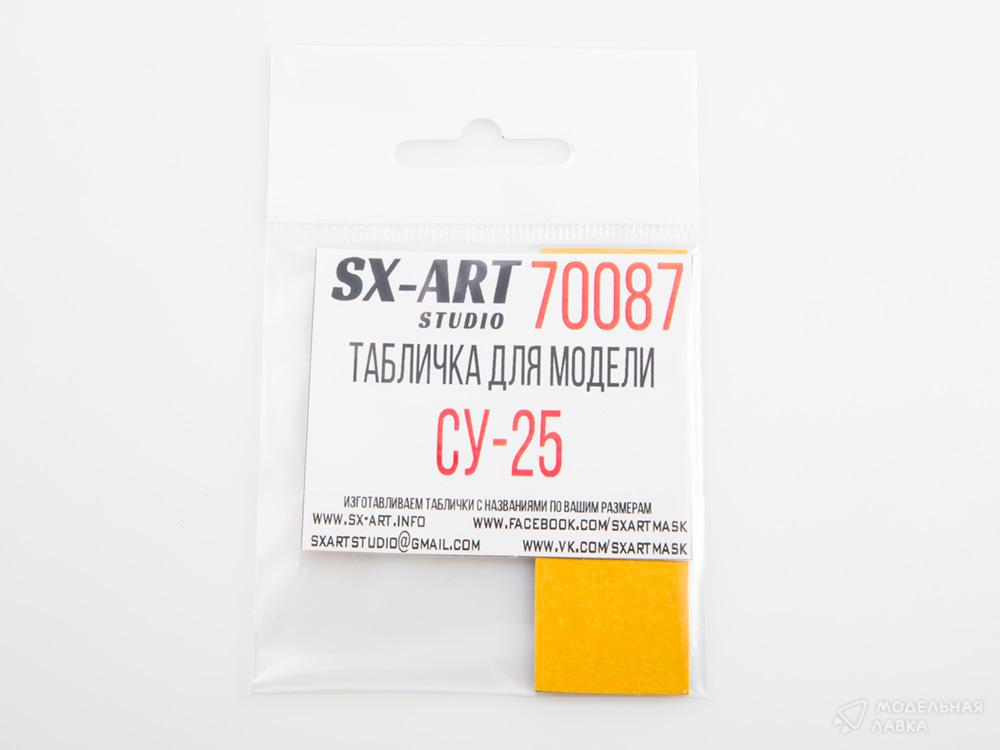 SX-ART 70087
STUDIO
ТАБЛИЧКА ДЛЯ МОДЕЛИ
СУ-25
ИЗГОТАВЛИВАЕМ ТАБЛИЧКИ С НАЗВАНИЯМИ ПО ВАШИМ РАЗМЕРАМ
WWW.SX-ART.INFO WWW.FACEBOOK.COM/SXARTMASK
SXARTSTUDIO@GMAIL.COM WWW.VK.COM/SXARTMASK
МОДЕЛЬНАЯ
ЛАВКА